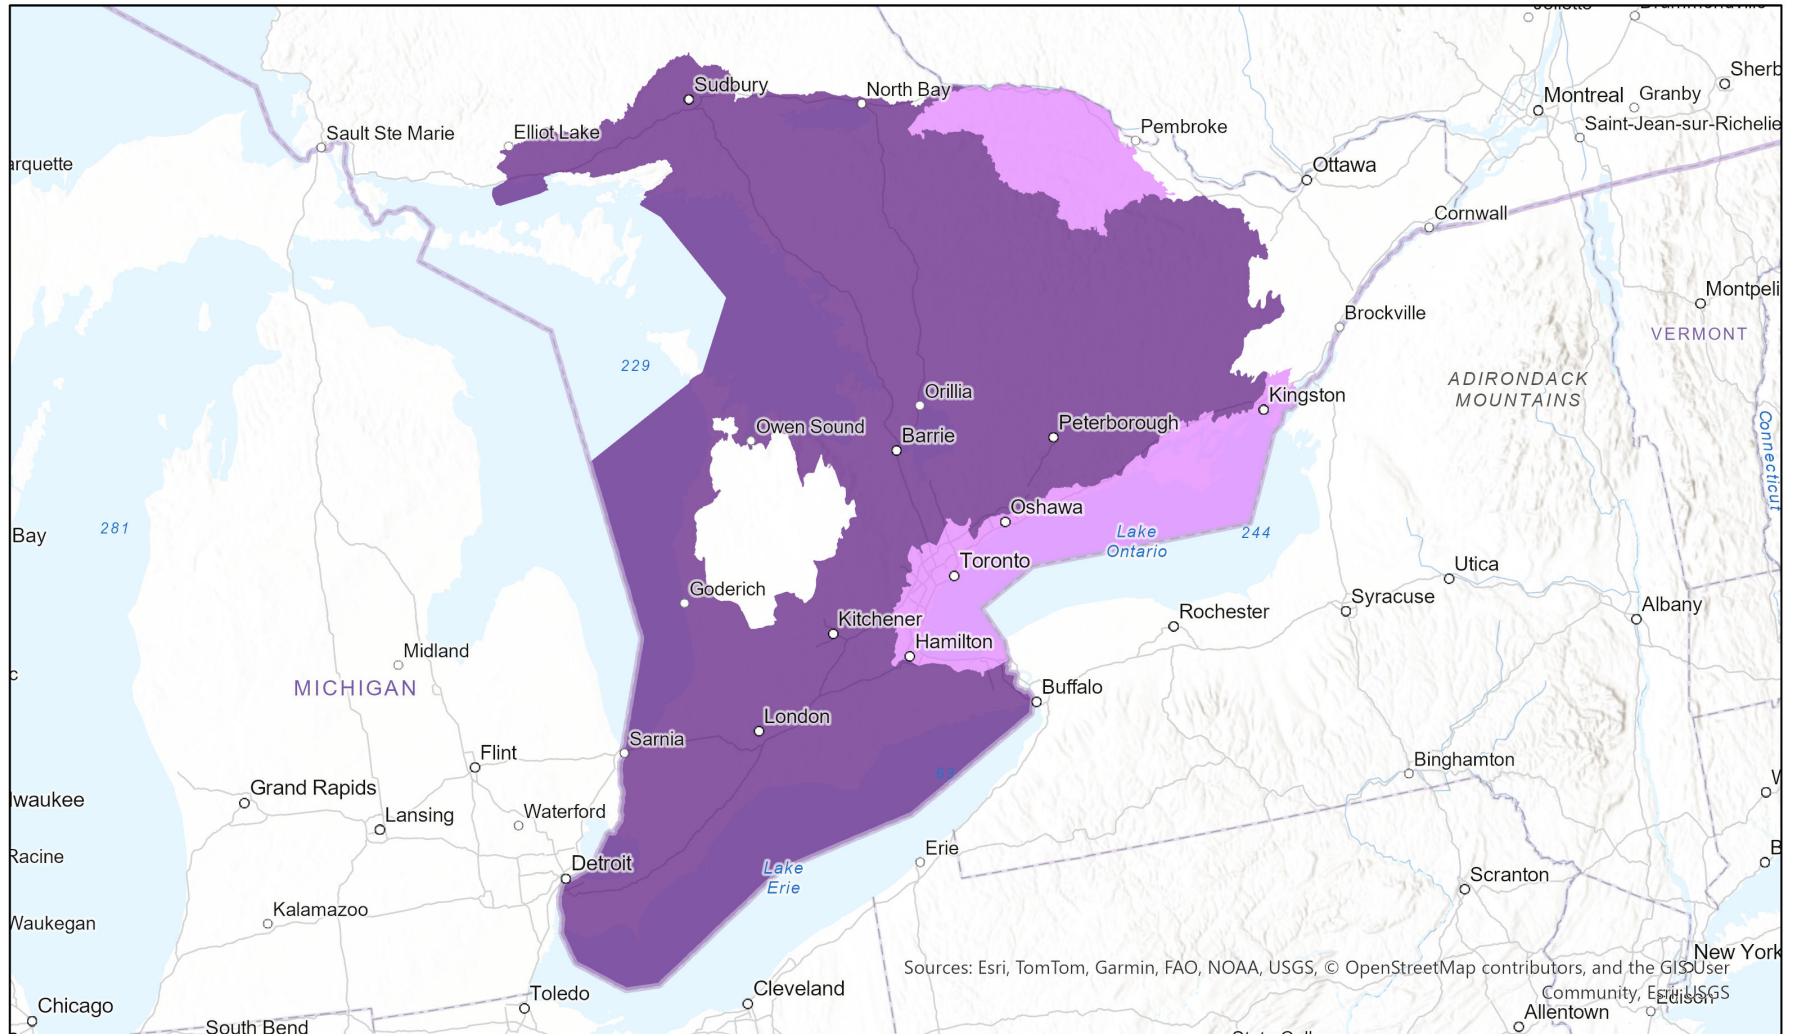 Sherb
Sudbury
North Bay
Montreal
Granby
Saint-Jean-sur-Richelie
Sault Ste Marie
Elliot Lake
Pembroke
arquette
Ottawa
Cornwall
Montpeli
Brockville
VERMONT
229
ADIRONDACK
MOUNTAINS
Orillia
Kingston
Owen Sound
Barrie
Peterborough
Connecticut
Oshawa
281
Bay
Lake
Ontario
244
Toronto
Utica
Goderich
Syracuse
Albany
Rochester
Kitchener
Hamilton
Midland
c
MICHIGAN
Buffalo
London
Sarnia
Flint
53
Binghamton
W
Grand Rapids
lwaukee
Lansing
Waterford
Racine
Detroit
Erie
B
Lake
Erie
Scranton
Kalamazoo
Waukegan
New York
Sources: Esri, TomTom, Garmin, FAO, NOAA, USGS, © OpenStreetMap contributors, and the GIS User
Community, Esri, USGS
Edison
Toledo
Cleveland
Chicago
Allentown
South Bend